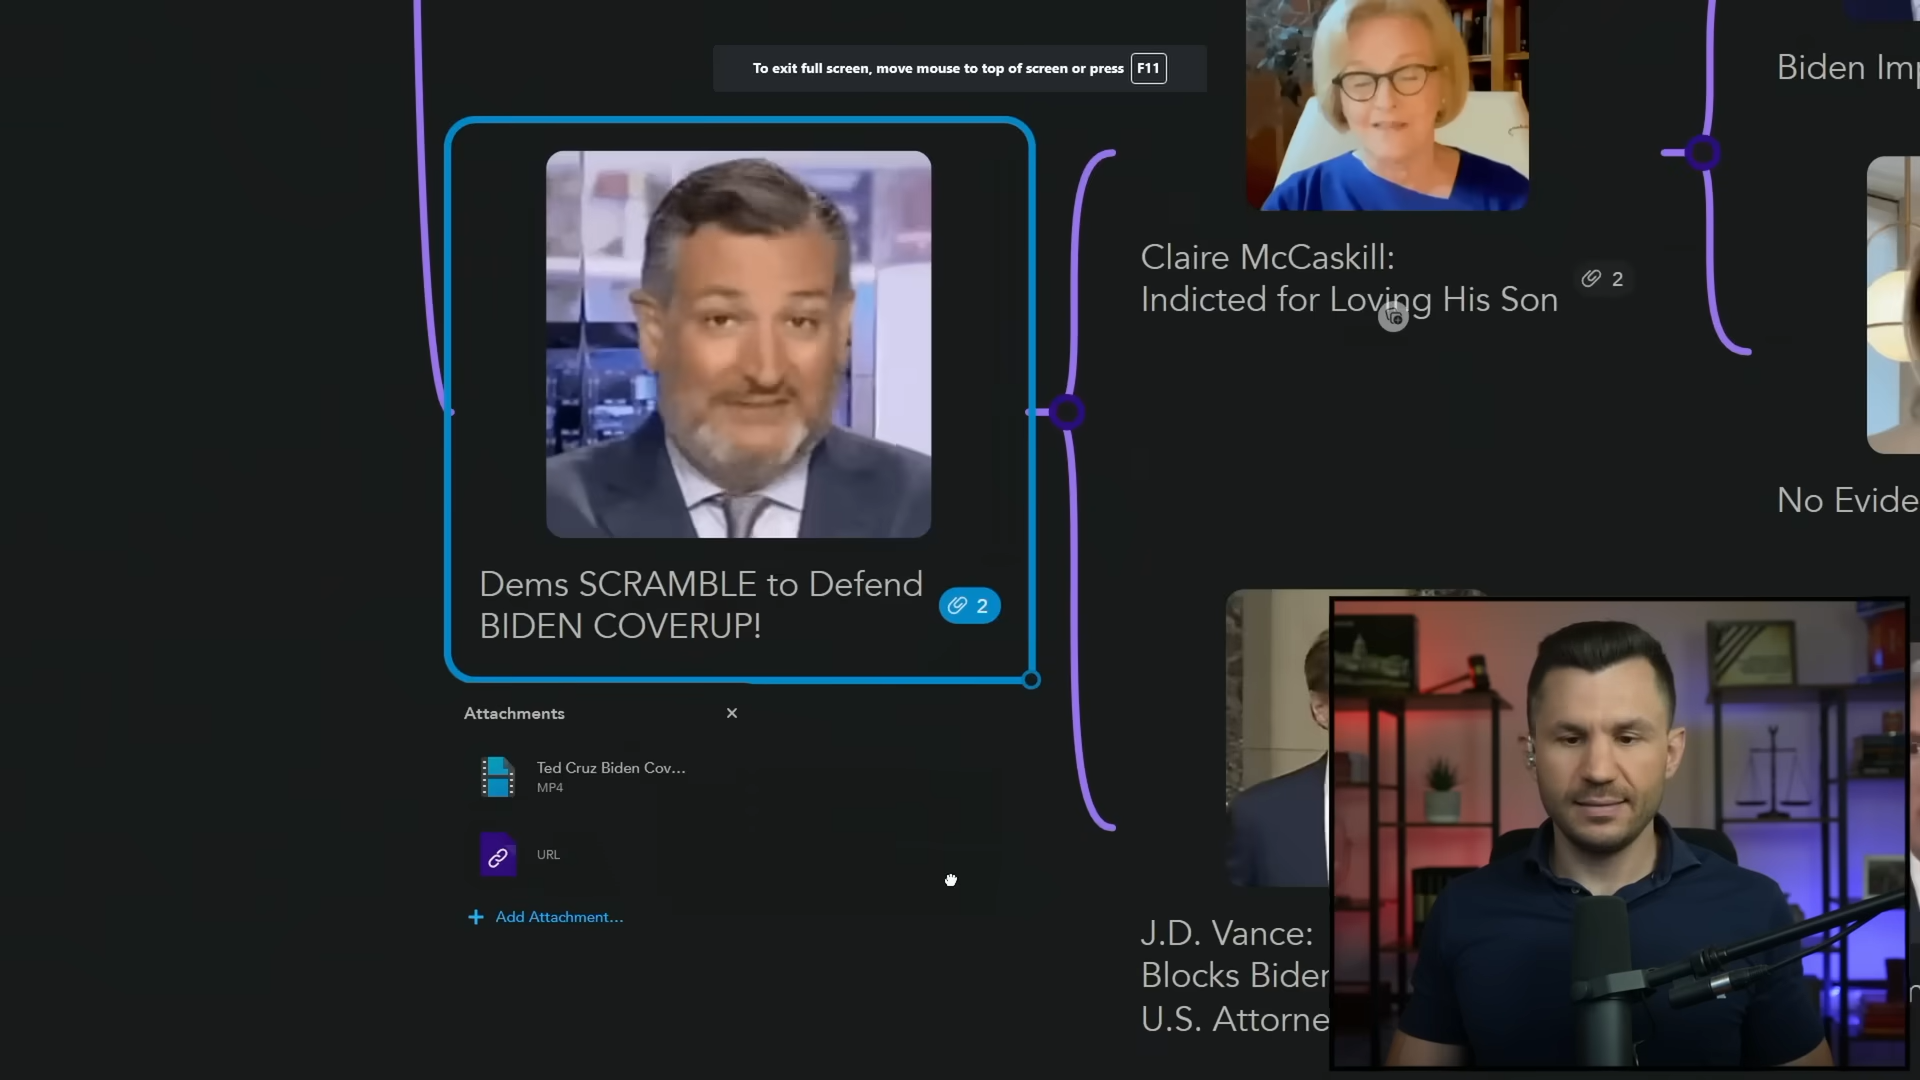 To exit full screen, move mouse to top of screen or press F11
Biden Imp
Claire McCaskill:
Indicted for Loving His Son
2
No Evide
Dems SCRAMBLE to Defend
BIDEN COVERUP!
2
Attachments
Ted Cruz Biden Cov...
MP4
URL
Add Attachment...
J.D. Vance:
Blocks Biden
U.S. Attorne